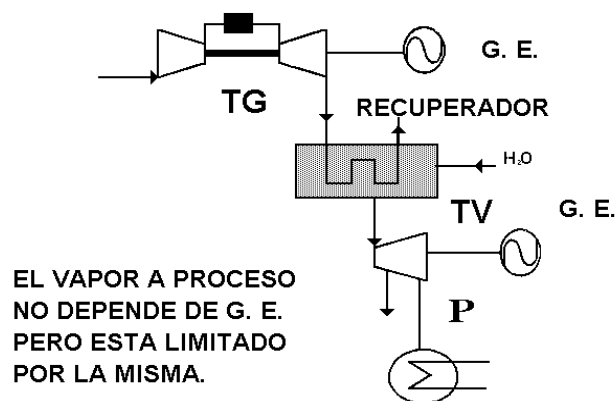 G. E.
TG
RECUPERADOR
H₂O
TV
G. E.
EL VAPOR A PROCESO
NO DEPENDE DE G. E.
PERO ESTA LIMITADO
POR LA MISMA.
P